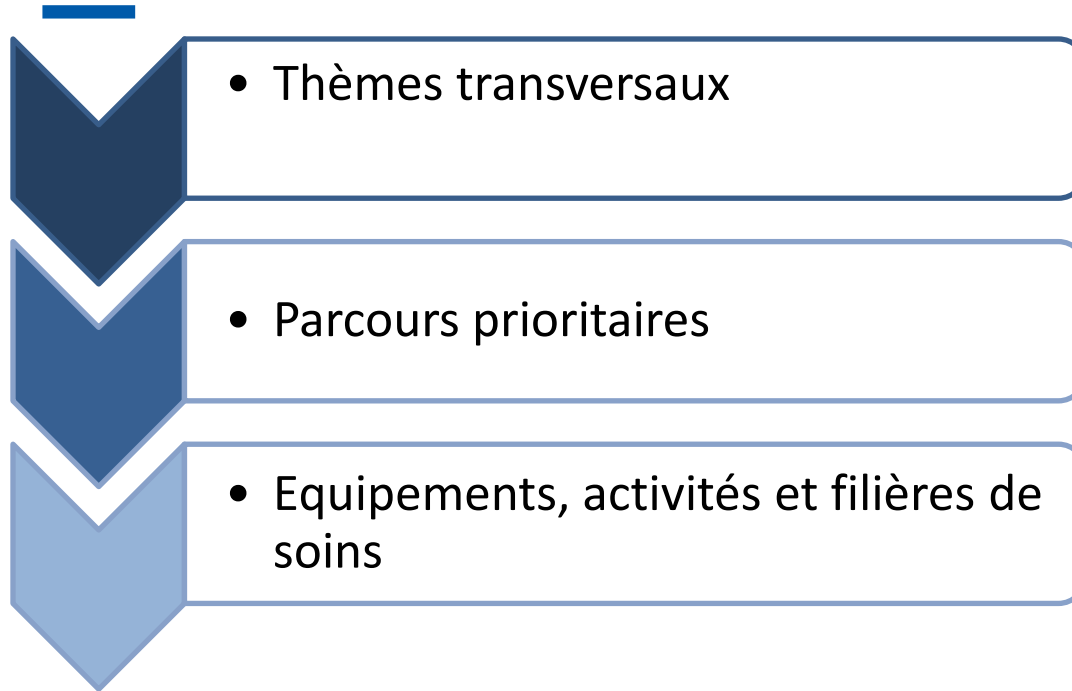 • Thèmes transversaux
• Parcours prioritaires
• Equipements, activités et filières de
soins